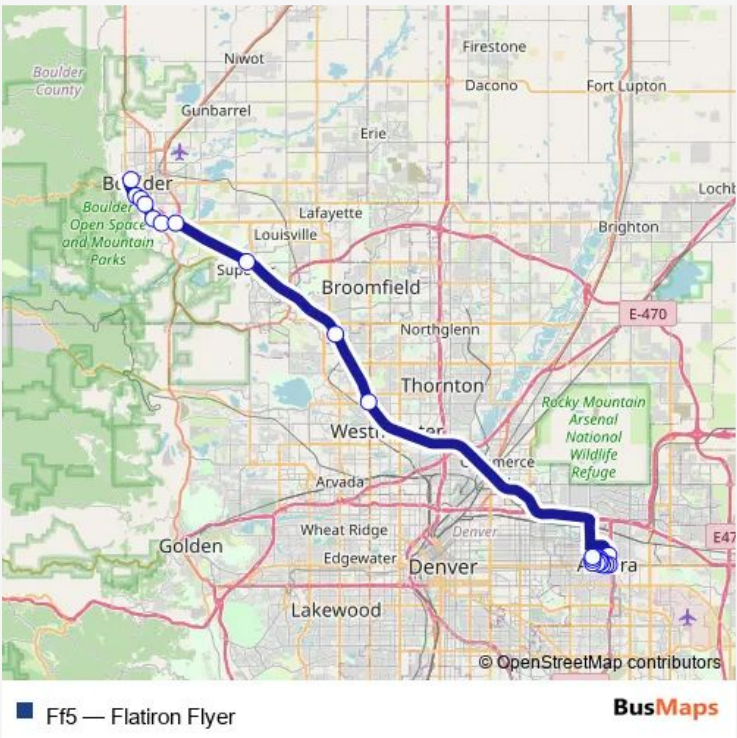 Firestone
Niwot
Boulder
County
Dacono
Fort Lupton
Gunbarrel
Erie
Lochb
Boulder
Open Space
and Mountain
Parks
Lafayette
Louisville
Brighton
Broomfield
E-470
Northglenn
Thornton
Rocky Mountain
Arsenal
National
Wildlife
Refuge
Arvada
Wheat Ridge
Denver
E47
Golden
Edgewater
Denver
Lakewood
© OpenStreetMap contributors
Ff5 — Flatiron Flyer
BusMaps